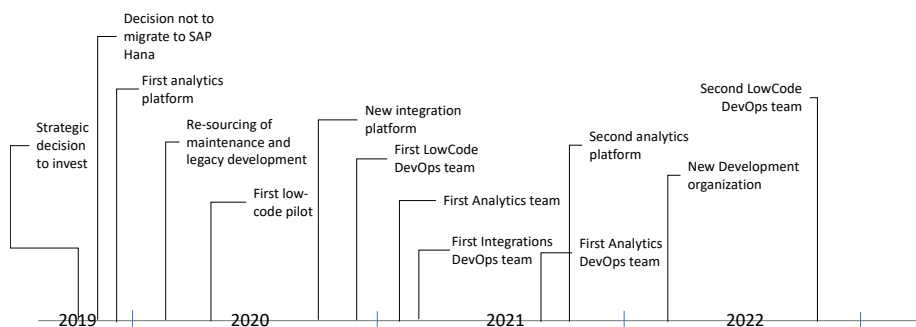 Decision not to
migrate to SAP
Hana
First analytics
platform
Strategic
decision
to invest
Re-sourcing of
maintenance and
legacy development
First low-
code pilot
New integration
platform
First LowCode
DevOps team
First Analytics team
First Integrations
DevOps team
Second analytics
platform
First Analytics
DevOps team
New Development
organization
Second LowCode
DevOps team
2019
2020
2021
2022